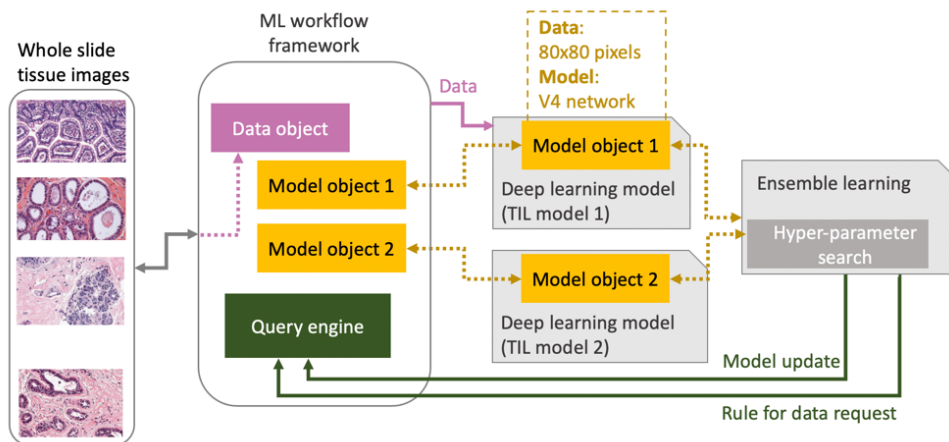 Whole slide
tissue images
ML workflow
framework
Data object
Model object 1
Model object 2
Query engine
Data
Data:
80x80 pixels
Model:
V4 network
Model object 1
Deep learning model
(TIL model 1)
Model object 2
Deep learning model
(TIL model 2)
Ensemble learning
Hyper-parameter
search
Model update
Rule for data request